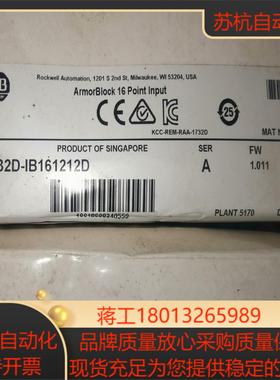 苏杭自动
Rockwell Automation, 1201 S 2nd St, Milwaukee, WI 53204, USA
ArmorBlock 16 Point Input
KCC-REM-RAA-1732D
25
MAT N
PRODUCT OF SINGAPORE
SER
FW
32D-IB161212D
A
1.011
PLANT 5170
蒋工18013265989
自动化
品牌质量放心采购质量保
开票
现货充足为您提供稳定的